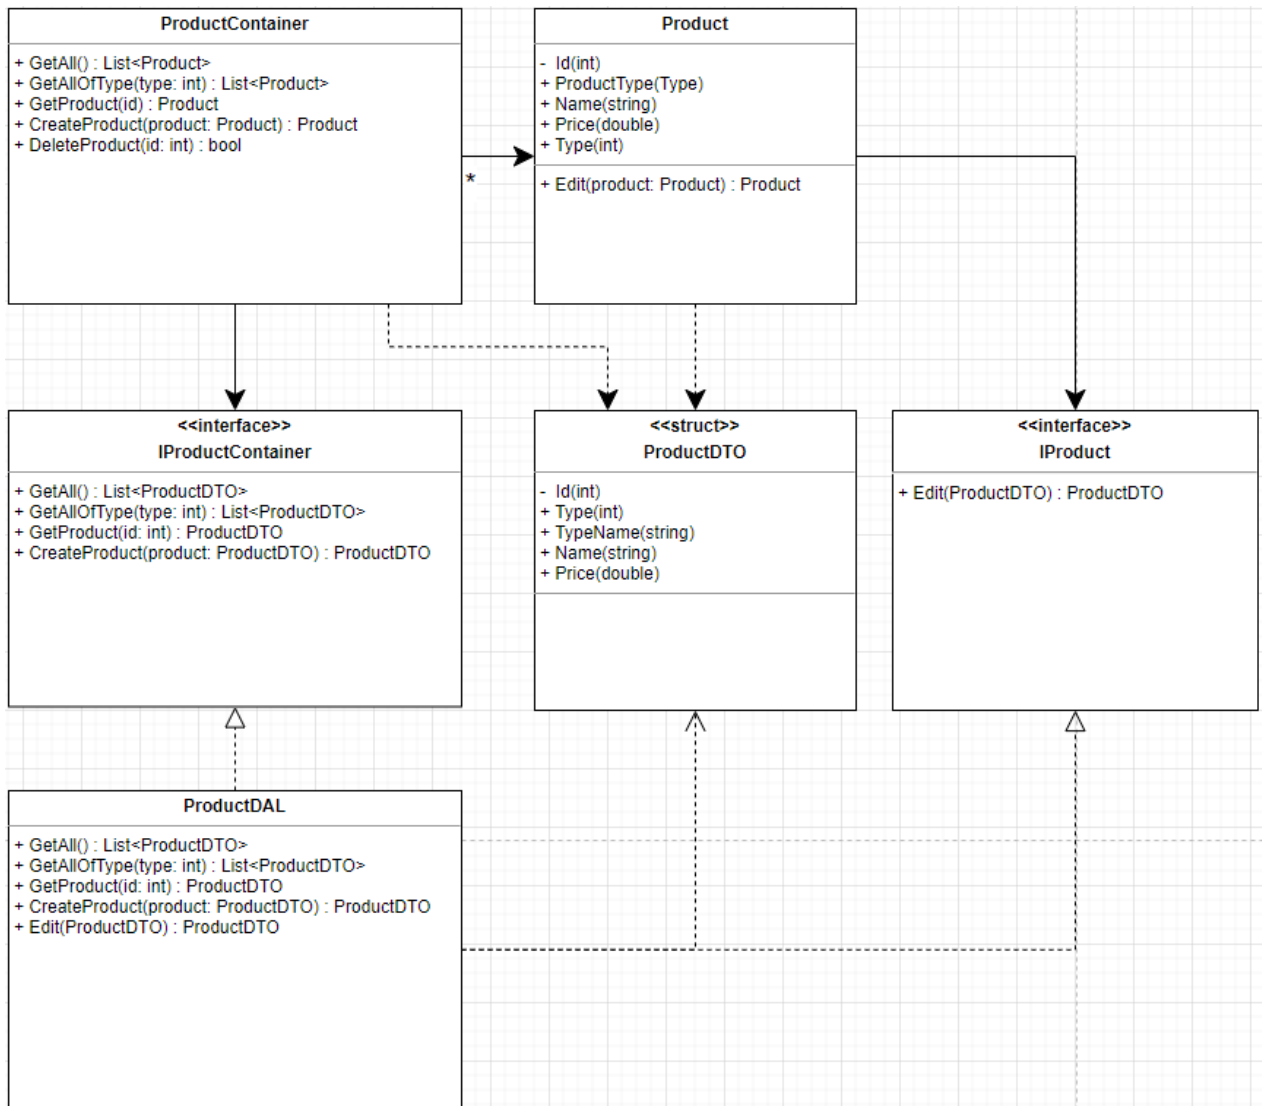 ProductContainer
+ GetAll() : List<Product>
+ GetAllOfType(type: int) : List<Product>
+ GetProduct(id) : Product
+ CreateProduct(product: Product) : Product
+ DeleteProduct(id: int) : bool
*
Product
- Id(int)
+ ProductType(Type)
+ Name(string)
+ Price(double)
+ Type(int)
+ Edit(product: Product) : Product
<<interface>>
IProductContainer
+ GetAll() : List<ProductDTO>
+ GetAllOfType(type: int) : List<ProductDTO>
+ GetProduct(id: int) : ProductDTO
+ CreateProduct(product: ProductDTO) : ProductDTO
<<struct>>
ProductDTO
- Id(int)
+ Type(int)
+ TypeName(string)
+ Name(string)
+ Price(double)
<<interface>>
IProduct
+ Edit(ProductDTO) : ProductDTO
ProductDAL
+ GetAll() : List<ProductDTO>
+ GetAllOfType(type: int) : List<ProductDTO>
+ GetProduct(id: int) : ProductDTO
+ CreateProduct(product: ProductDTO) : ProductDTO
+ Edit(ProductDTO) : ProductDTO